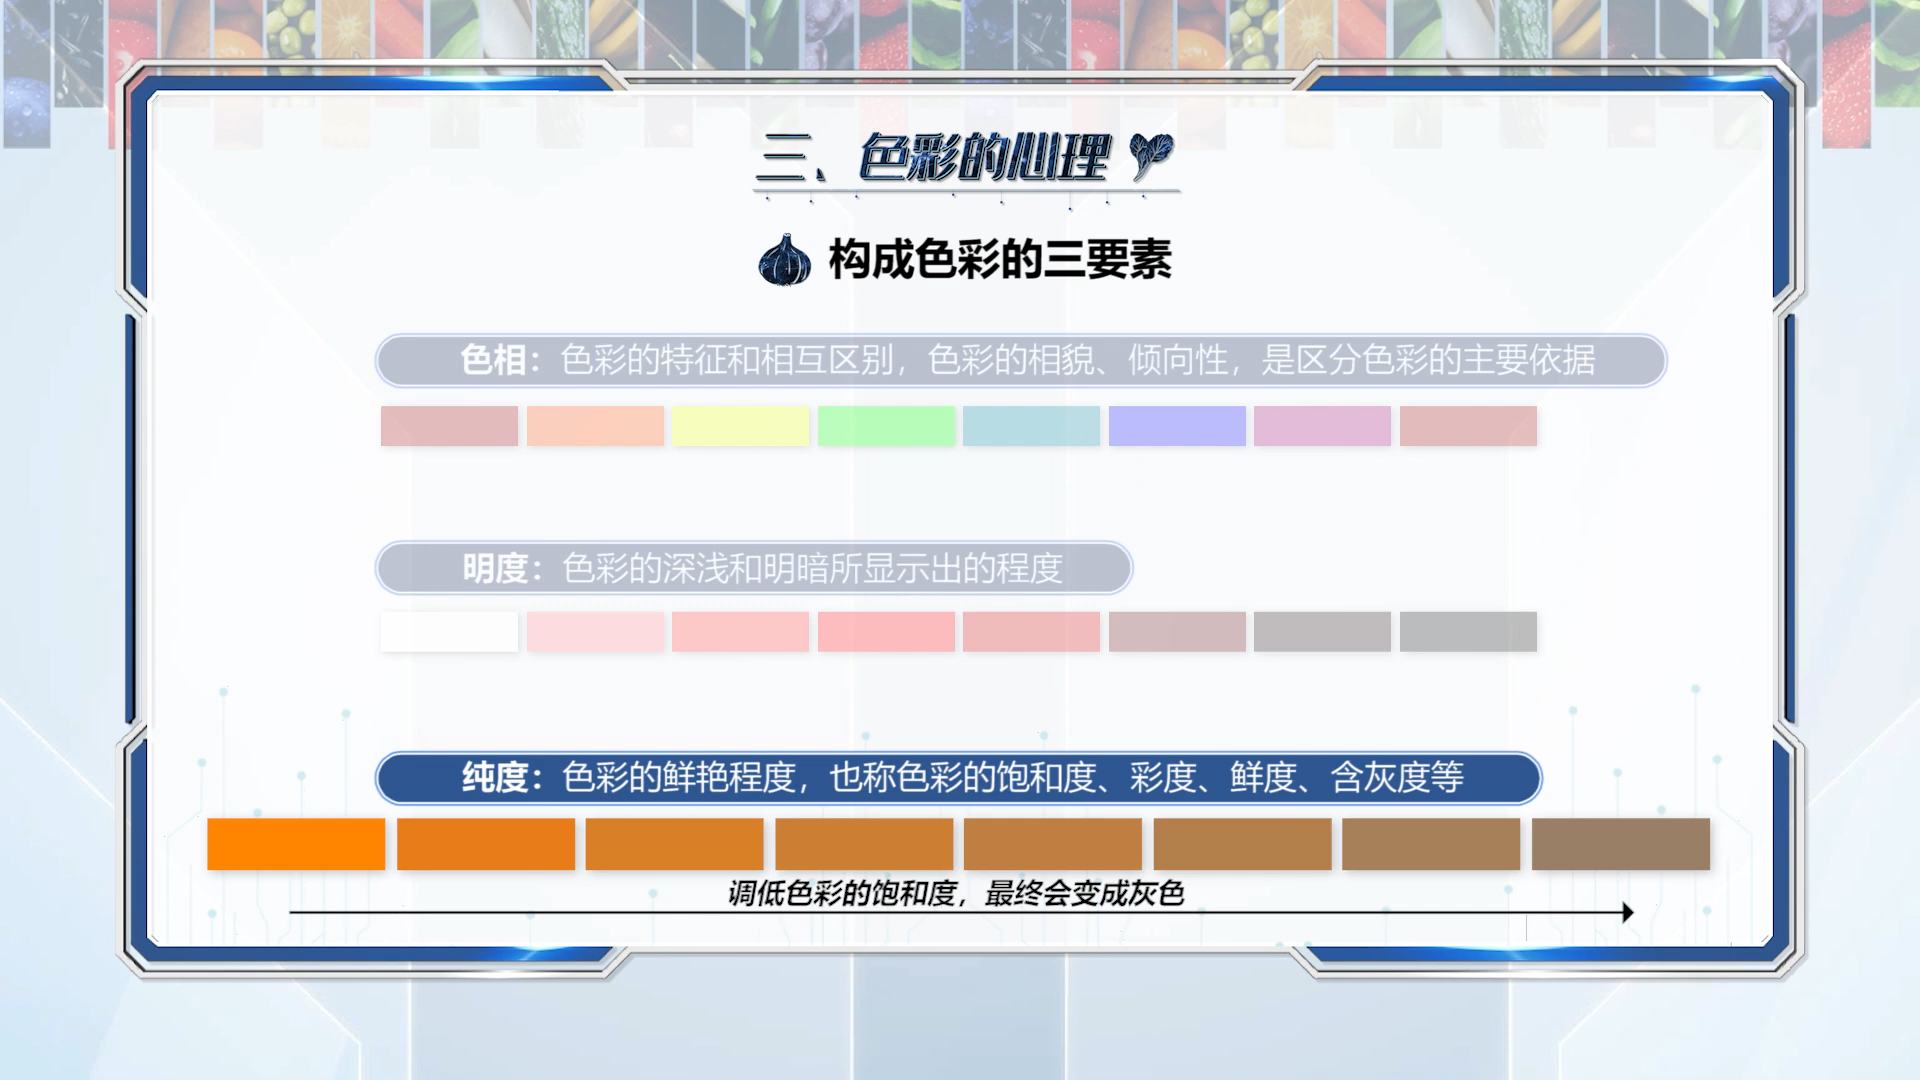 三、色彩的心理
构成色彩的三要素
色相：色彩的特征和相互区别，色彩的相貌、倾向性，是区分色彩的主要依据
明度：色彩的深浅和明暗所显示出的程度
纯度：色彩的鲜艳程度，也称色彩的饱和度、彩度、鲜度、含灰度等
调低色彩的饱和度，最终会变成灰色